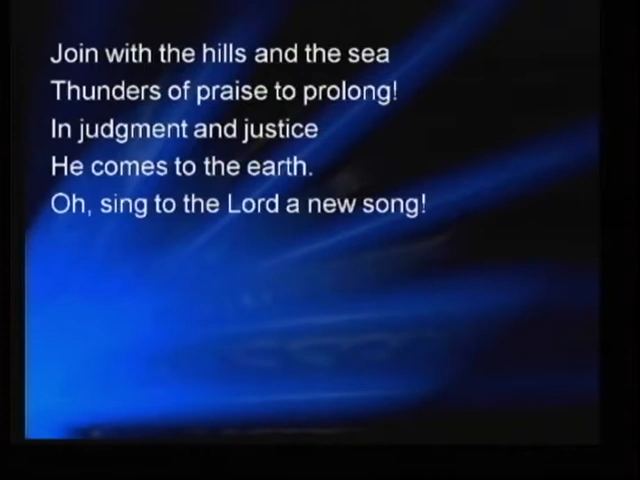 Join with the hills and the sea
Thunders of praise to prolong!
In judgment and justice
He comes to the earth.
Oh, sing to the Lord a new song!